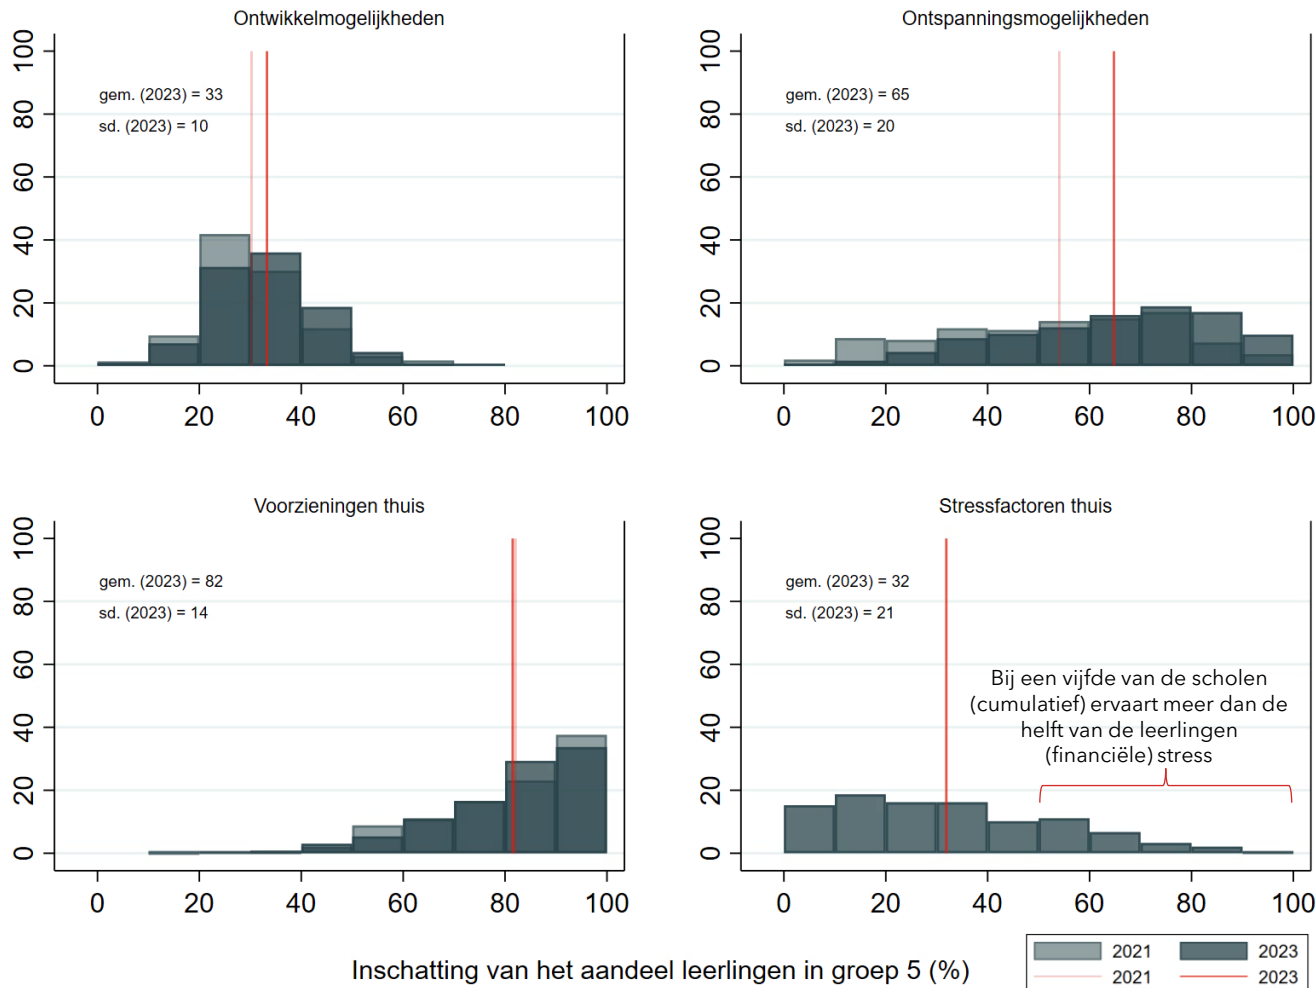 Ontwikkelmogelijkheden
100
80
60
40
20
0
gem. (2023) = 33
sd. (2023) = 10
0 20 40 60 80 100
Ontspanningsmogelijkheden
100
80
60
40
20
0
gem. (2023) = 65
sd. (2023) = 20
0 20 40 60 80 100
Voorzieningen thuis
100
80
60
40
20
0
gem. (2023) = 82
sd. (2023) = 14
0 20 40 60 80 100
Stressfactoren thuis
100
80
60
40
20
0
gem. (2023) = 32
sd. (2023) = 21
Bij een vijfde van de scholen
(cumulatief) ervaart meer dan de
helft van de leerlingen
(financiële) stress
0 20 40 60 80 100
Inschatting van het aandeel leerlingen in groep 5 (%)
2021 2023
2021 2023